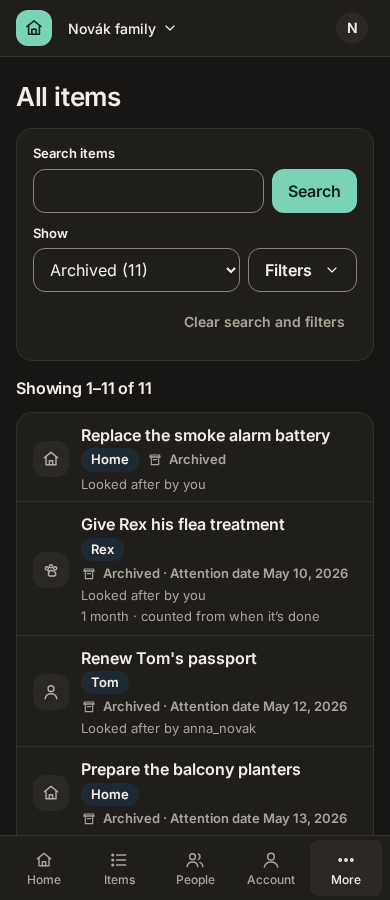 Novák family
N
All items
Search items
Search
Show
Archived (11)
Filters
Clear search and filters
Showing 1–11 of 11
Replace the smoke alarm battery
Home
Archived
Looked after by you
Give Rex his flea treatment
Rex
Archived · Attention date May 10, 2026
Looked after by you
1 month · counted from when it’s done
Renew Tom's passport
Tom
Archived · Attention date May 12, 2026
Looked after by anna_novak
Prepare the balcony planters
Home
Archived · Attention date May 13, 2026
Home
Items
People
Account
More